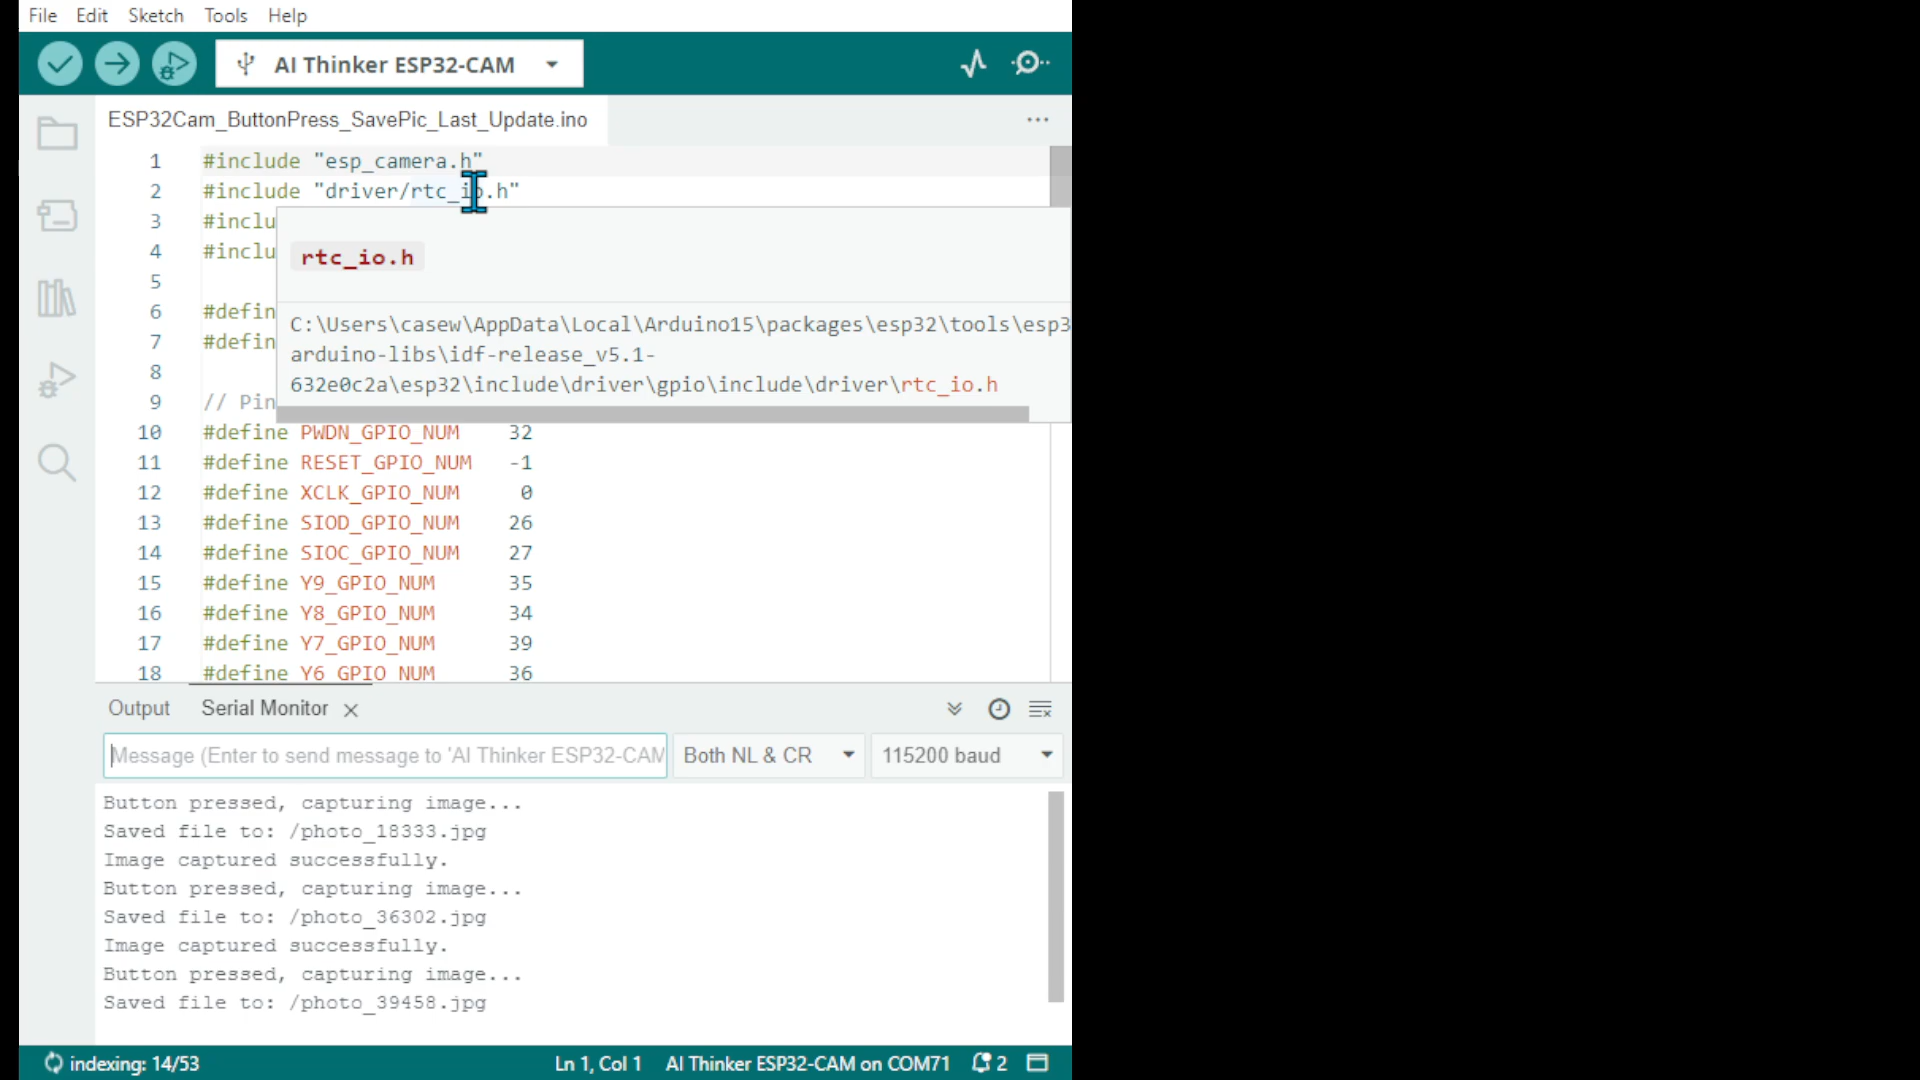 File Edit Sketch Tools Help
AI Thinker ESP32-CAM
ESP32Cam_ButtonPress_SavePic_Last_Update.ino
1 #include "esp_camera.h"
2 #include "driver/rtc_io.h"
3 #inclu
4 #inclu
5
6 #defin
7 #defin
8
9 // Pin
rtc_io.h
C:\Users\casew\AppData\Local\Arduino15\packages\esp32\tools\esp3
arduino-libs\idf-release_v5.1-
632e0c2a\esp32\include\driver\gpio\include\driver\rtc_io.h
10 #define PWDN_GPIO_NUM 32
11 #define RESET_GPIO_NUM -1
12 #define XCLK_GPIO_NUM 0
13 #define SIOD_GPIO_NUM 26
14 #define SIOC_GPIO_NUM 27
15 #define Y9_GPIO_NUM 35
16 #define Y8_GPIO_NUM 34
17 #define Y7_GPIO_NUM 39
18 #define Y6_GPIO_NUM 36
Output Serial Monitor
Message (Enter to send message to 'AI Thinker ESP32-CAM Both NL & CR 115200 baud
Button pressed, capturing image...
Saved file to: /photo_18333.jpg
Image captured successfully.
Button pressed, capturing image...
Saved file to: /photo_36302.jpg
Image captured successfully.
Button pressed, capturing image...
Saved file to: /photo_39458.jpg
indexing: 14/53 Ln 1, Col 1 AI Thinker ESP32-CAM on COM71 2